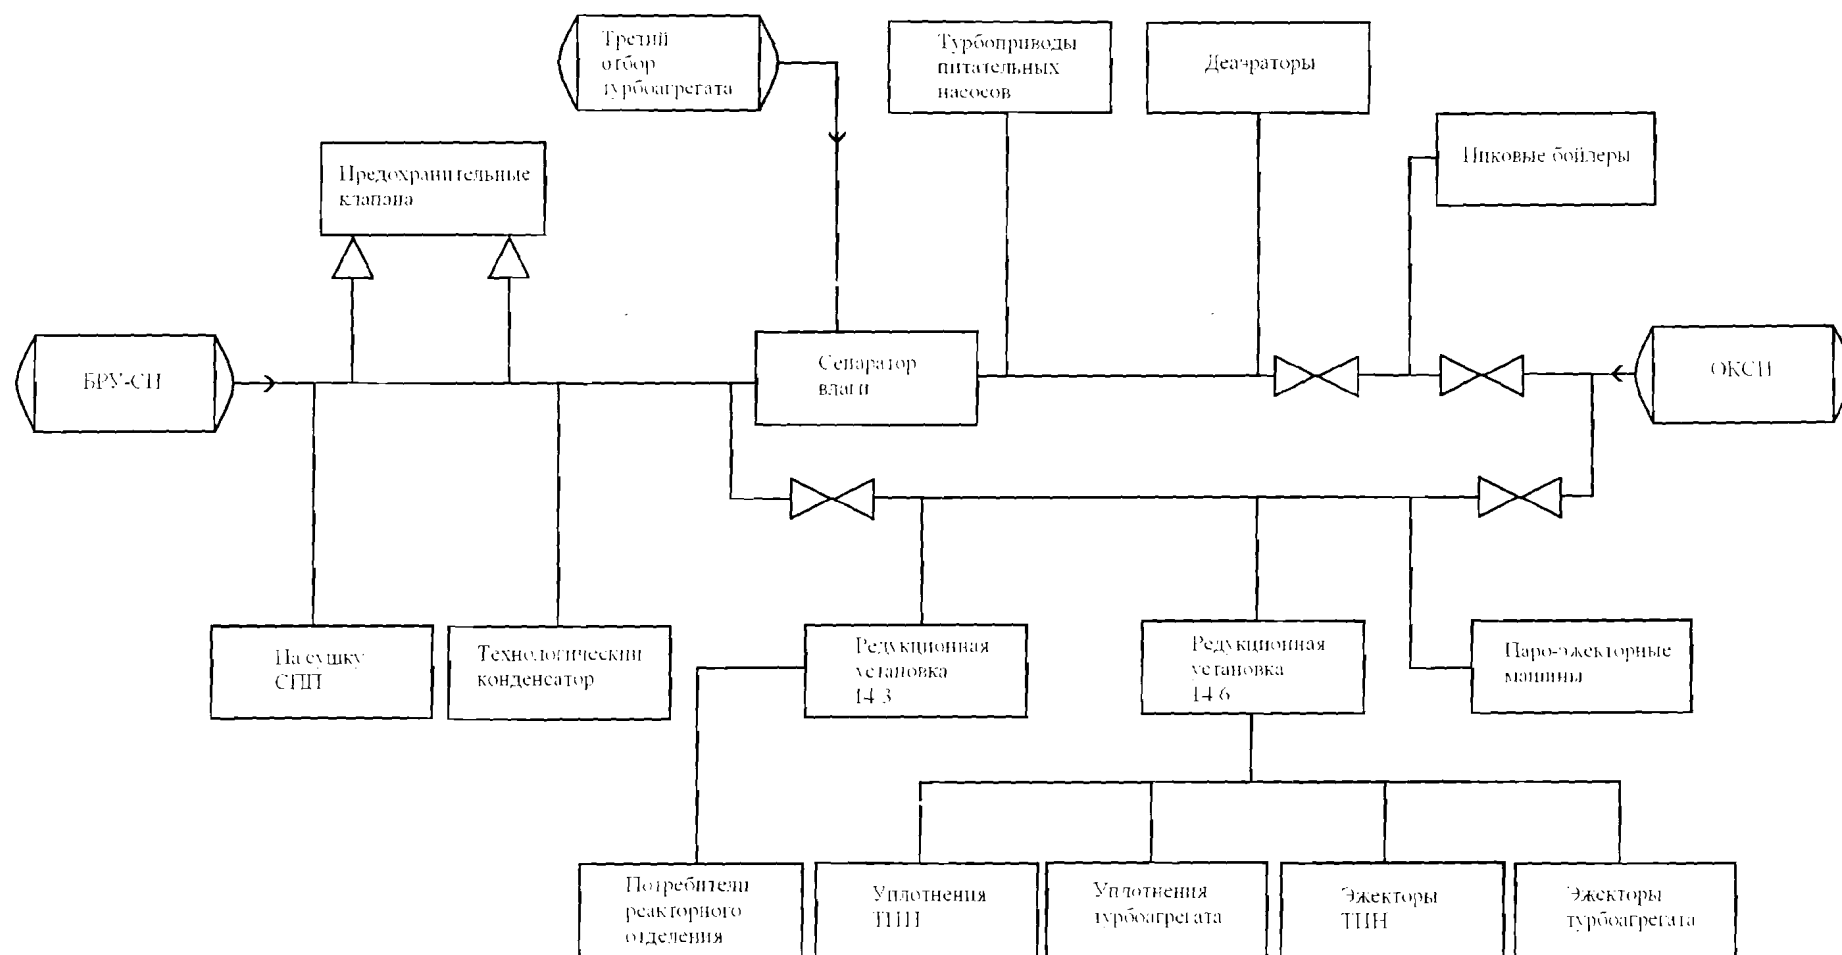 Третий
отбор
турбоагрегата
Турбоприводы
питательных
насосов
Деаэраторы
Пиковые бойлеры
Предохранительные
клапана
БРУ-СН
Сепаратор
влаги
ОКСН
На сушку
СПП
Технологический
конденсатор
Редукционная
установка
14-3
Редукционная
установка
14-6
Паро-эжекторные
машины
Потребители
реакторного
отделения
Уплотнения
ТПН
Уплотнения
турбоагрегата
Эжекторы
ТПН
Эжекторы
турбоагрегата